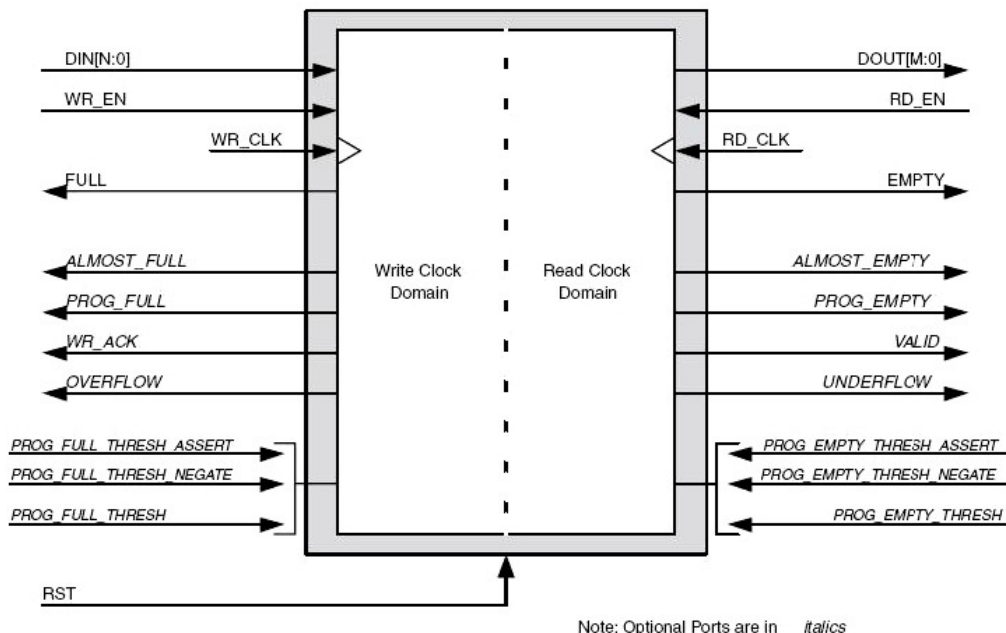 DIN[N:0]
DOUT[M:0]
WR_EN
RD_EN
WR_CLK
RD_CLK
FULL
EMPTY
ALMOST_FULL
Write Clock
Domain
Read Clock
Domain
ALMOST_EMPTY
PROG_FULL
PROG_EMPTY
WR_ACK
VALID
OVERFLOW
UNDERFLOW
PROG_FULL_THRESH_ASSERT
PROG_EMPTY_THRESH_ASSERT
PROG_FULL_THRESH_NEGATE
PROG_EMPTY_THRESH_NEGATE
PROG_FULL_THRESH
PROG_EMPTY_THRESH
RST
Note: Optional Ports are in italics